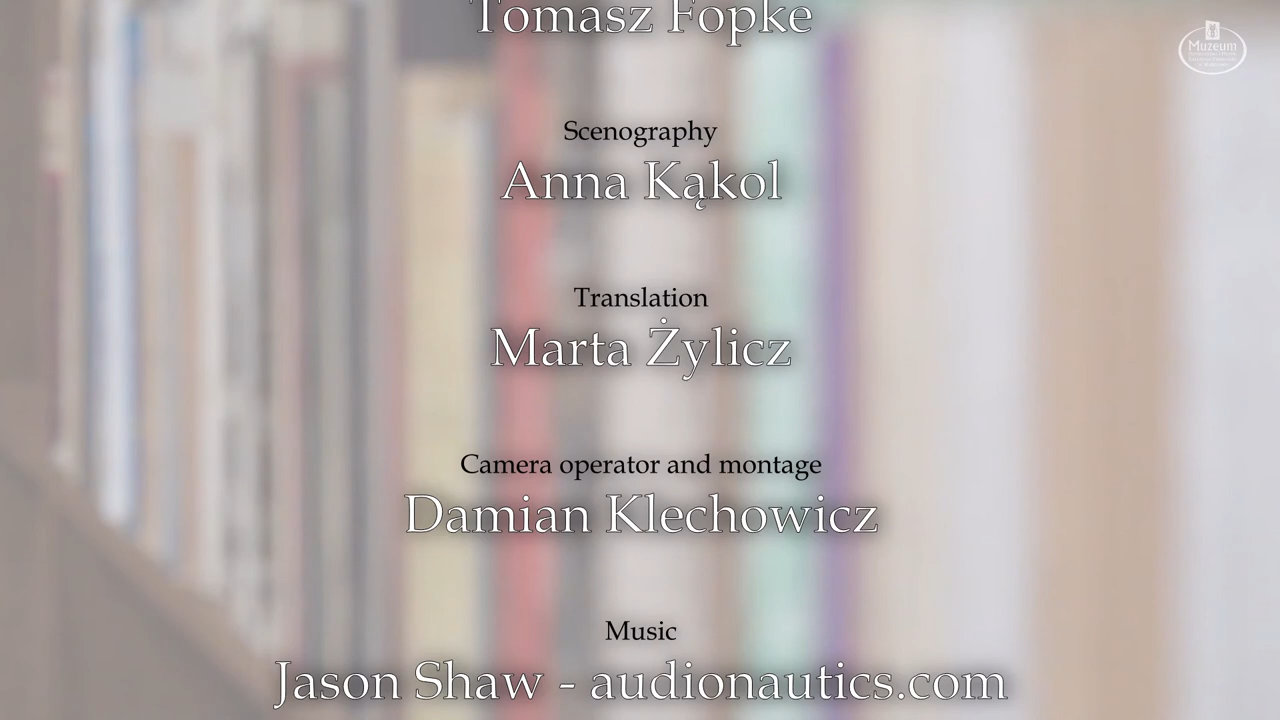 Tomasz Fopke
Muzeum
Scenography
Anna Kąkol
Translation
Marta Żylicz
Camera operator and montage
Damian Klechowicz
Music
Jason Shaw - audionautics.com